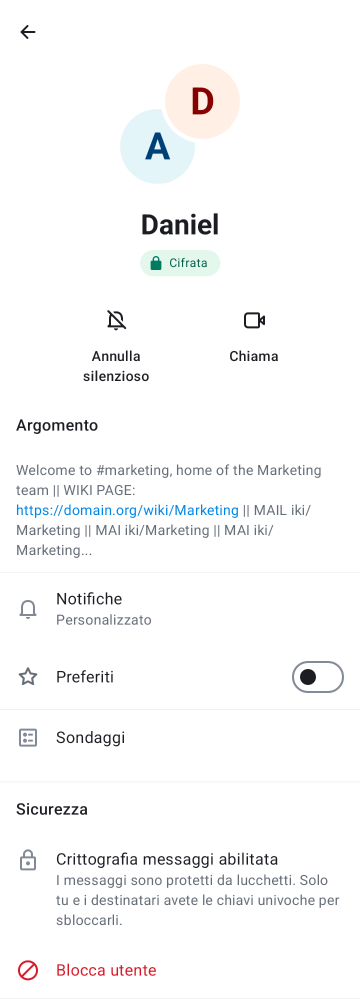 D
A
Daniel
Cifrata
Annulla
silenzioso
Chiama
Argomento
Welcome to #marketing, home of the Marketing
team || WIKI PAGE:
https://domain.org/wiki/Marketing || MAIL iki/
Marketing || MAI iki/Marketing || MAI iki/
Marketing...
Notifiche
Personalizzato
Preferiti
Sondaggi
Sicurezza
Crittografia messaggi abilitata
I messaggi sono protetti da lucchetti. Solo
tu e i destinatari avete le chiavi univoche per
sbloccarli.
Blocca utente